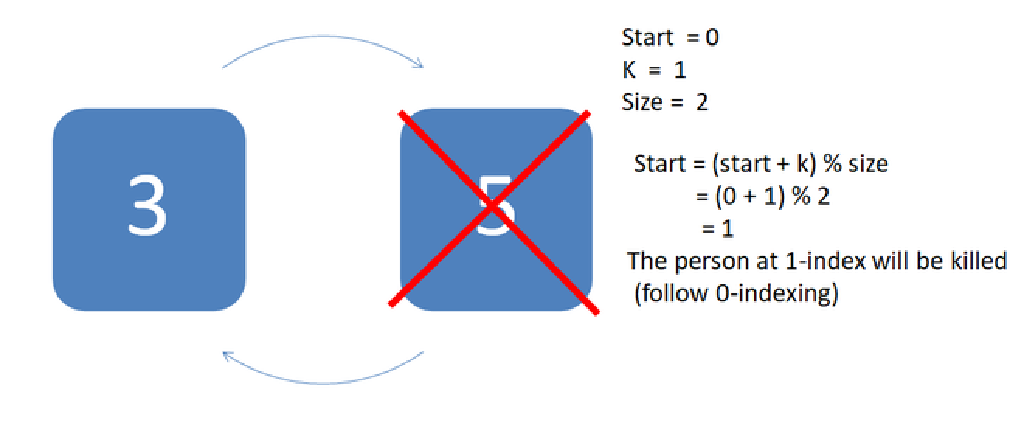 3
5
Start = 0
K = 1
Size = 2
Start = (start + k) % size
= (0 + 1) % 2
= 1
The person at 1-index will be killed
(follow 0-indexing)